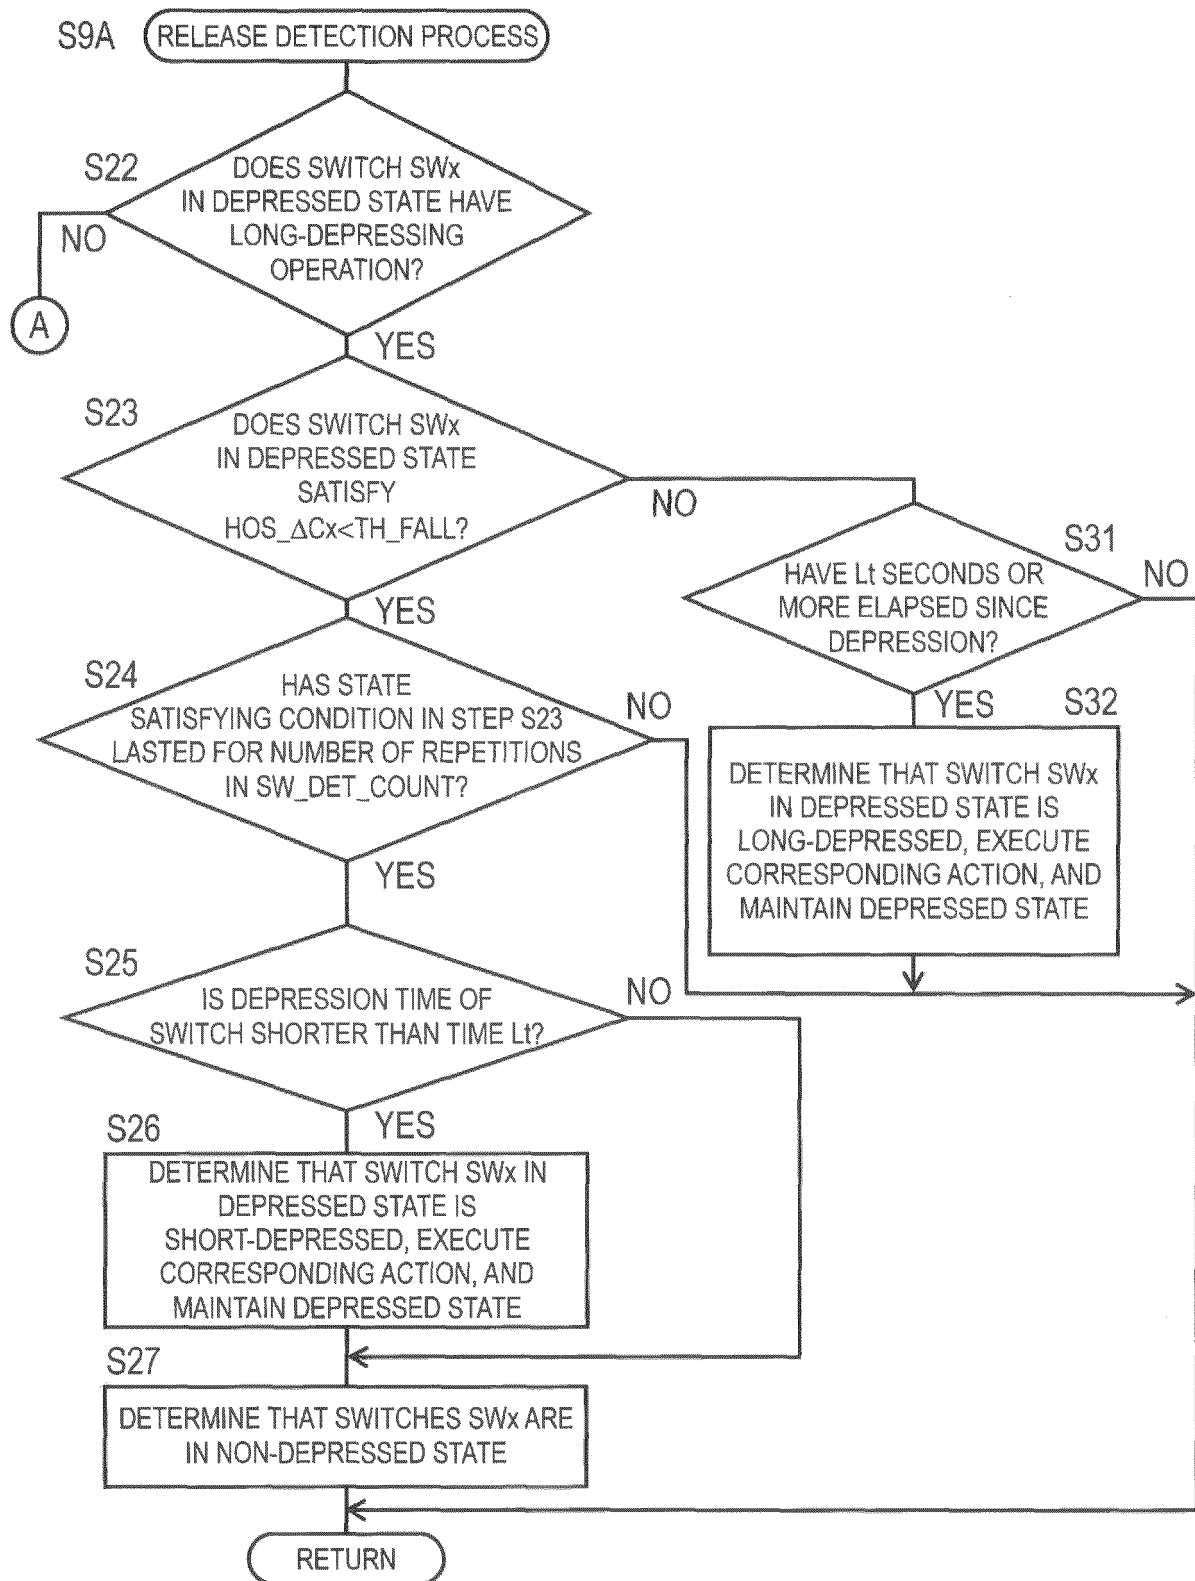 S9A
RELEASE DETECTION PROCESS
S22
DOES SWITCH SWx
IN DEPRESSED STATE HAVE
LONG-DEPRESSING
OPERATION?
NO
A
YES
S23
DOES SWITCH SWx
IN DEPRESSED STATE
SATISFY
HOS_ΔCx<TH_FALL?
NO
YES
S31
HAVE Lt SECONDS OR
MORE ELAPSED SINCE
DEPRESSION?
NO
YES
S24
HAS STATE
SATISFYING CONDITION IN STEP S23
LASTED FOR NUMBER OF REPETITIONS
IN SW_DET_COUNT?
NO
YES
S32
DETERMINE THAT SWITCH SWx
IN DEPRESSED STATE IS
LONG-DEPRESSED, EXECUTE
CORRESPONDING ACTION, AND
MAINTAIN DEPRESSED STATE
S25
IS DEPRESSION TIME OF
SWITCH SHORTER THAN TIME Lt?
NO
YES
S26
DETERMINE THAT SWITCH SWx IN
DEPRESSED STATE IS
SHORT-DEPRESSED, EXECUTE
CORRESPONDING ACTION, AND
MAINTAIN DEPRESSED STATE
S27
DETERMINE THAT SWITCHES SWx ARE
IN NON-DEPRESSED STATE
RETURN